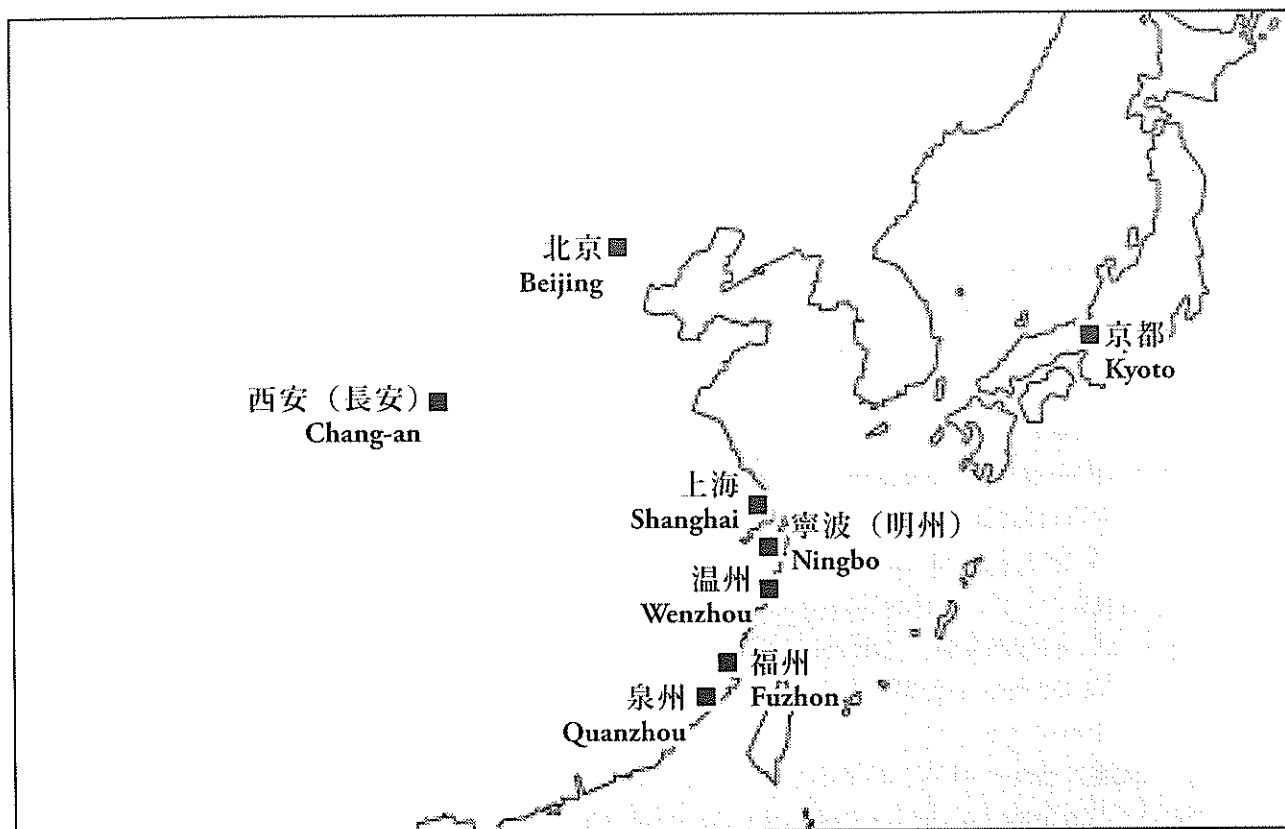 北京
Beijing
京都
Kyoto
西安（長安）
Chang-an
上海
Shanghai
寧波（明州）
Ningbo
温州
Wenzhou
福州
Fuzhon
泉州
Quanzhou